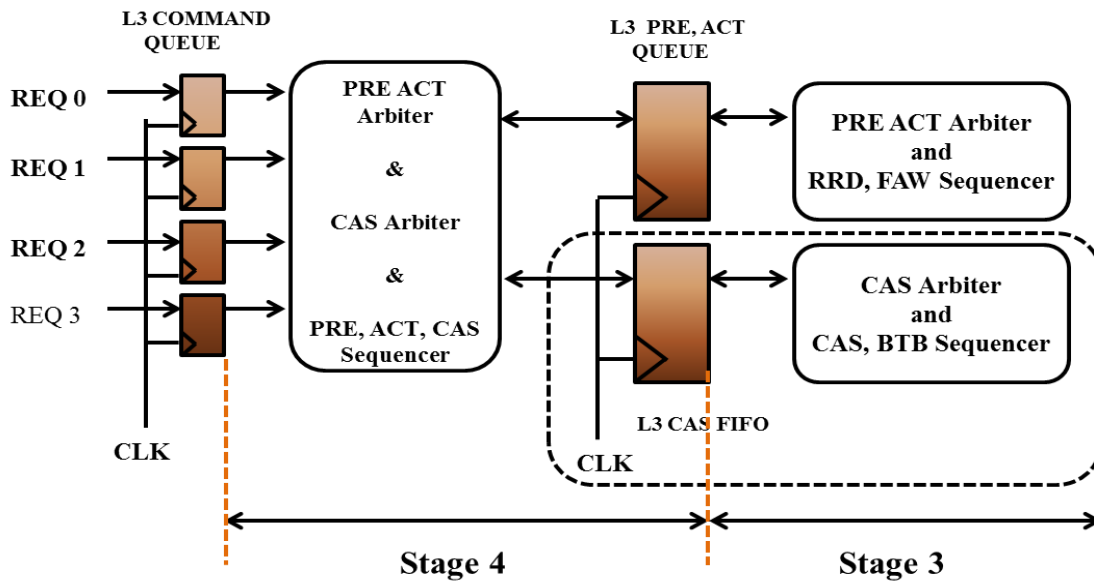 L3 COMMAND
QUEUE
REQ 0
REQ 1
REQ 2
REQ 3
CLK
PRE ACT
Arbiter
&
CAS Arbiter
&
PRE, ACT, CAS
Sequencer
L3 PRE, ACT
QUEUE
PRE ACT Arbiter
and
RRD, FAW Sequencer
CAS Arbiter
and
CAS, BTB Sequencer
L3 CAS FIFO
CLK
Stage 4
Stage 3